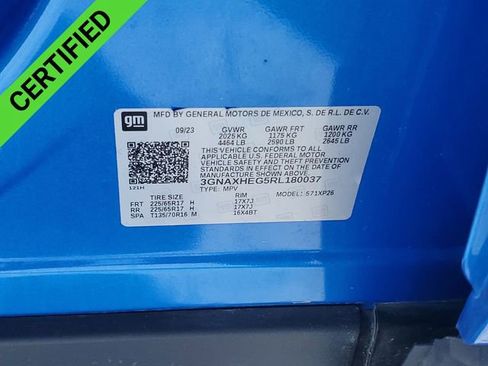 CERTIFIED
gm
MFD BY GENERAL MOTORS DE MEXICO, S. DE R.L. DE C.V.
09/23 GVWR GAWR FRT GAWR RR
2025 KG 1175 KG 1200 KG
4464 LB 2590 LB 2645 LB
THIS VEHICLE CONFORMS TO ALL
APPLICABLE U.S. FEDERAL MOTOR
VEHICLE SAFETY AND THEFT PREVENTION
STANDARDS IN EFFECT ON THE DATE OF
MANUFACTURE SHOWN ABOVE.
3GNAXHEG5RL180037
TYPE: MPV MODEL: 571XP26
121H
TIRE SIZE RIM
FRT 225/65R17 H 17X7J
RR 225/65R17 H 17X7J
SPA T135/70R16 M 16X4BT